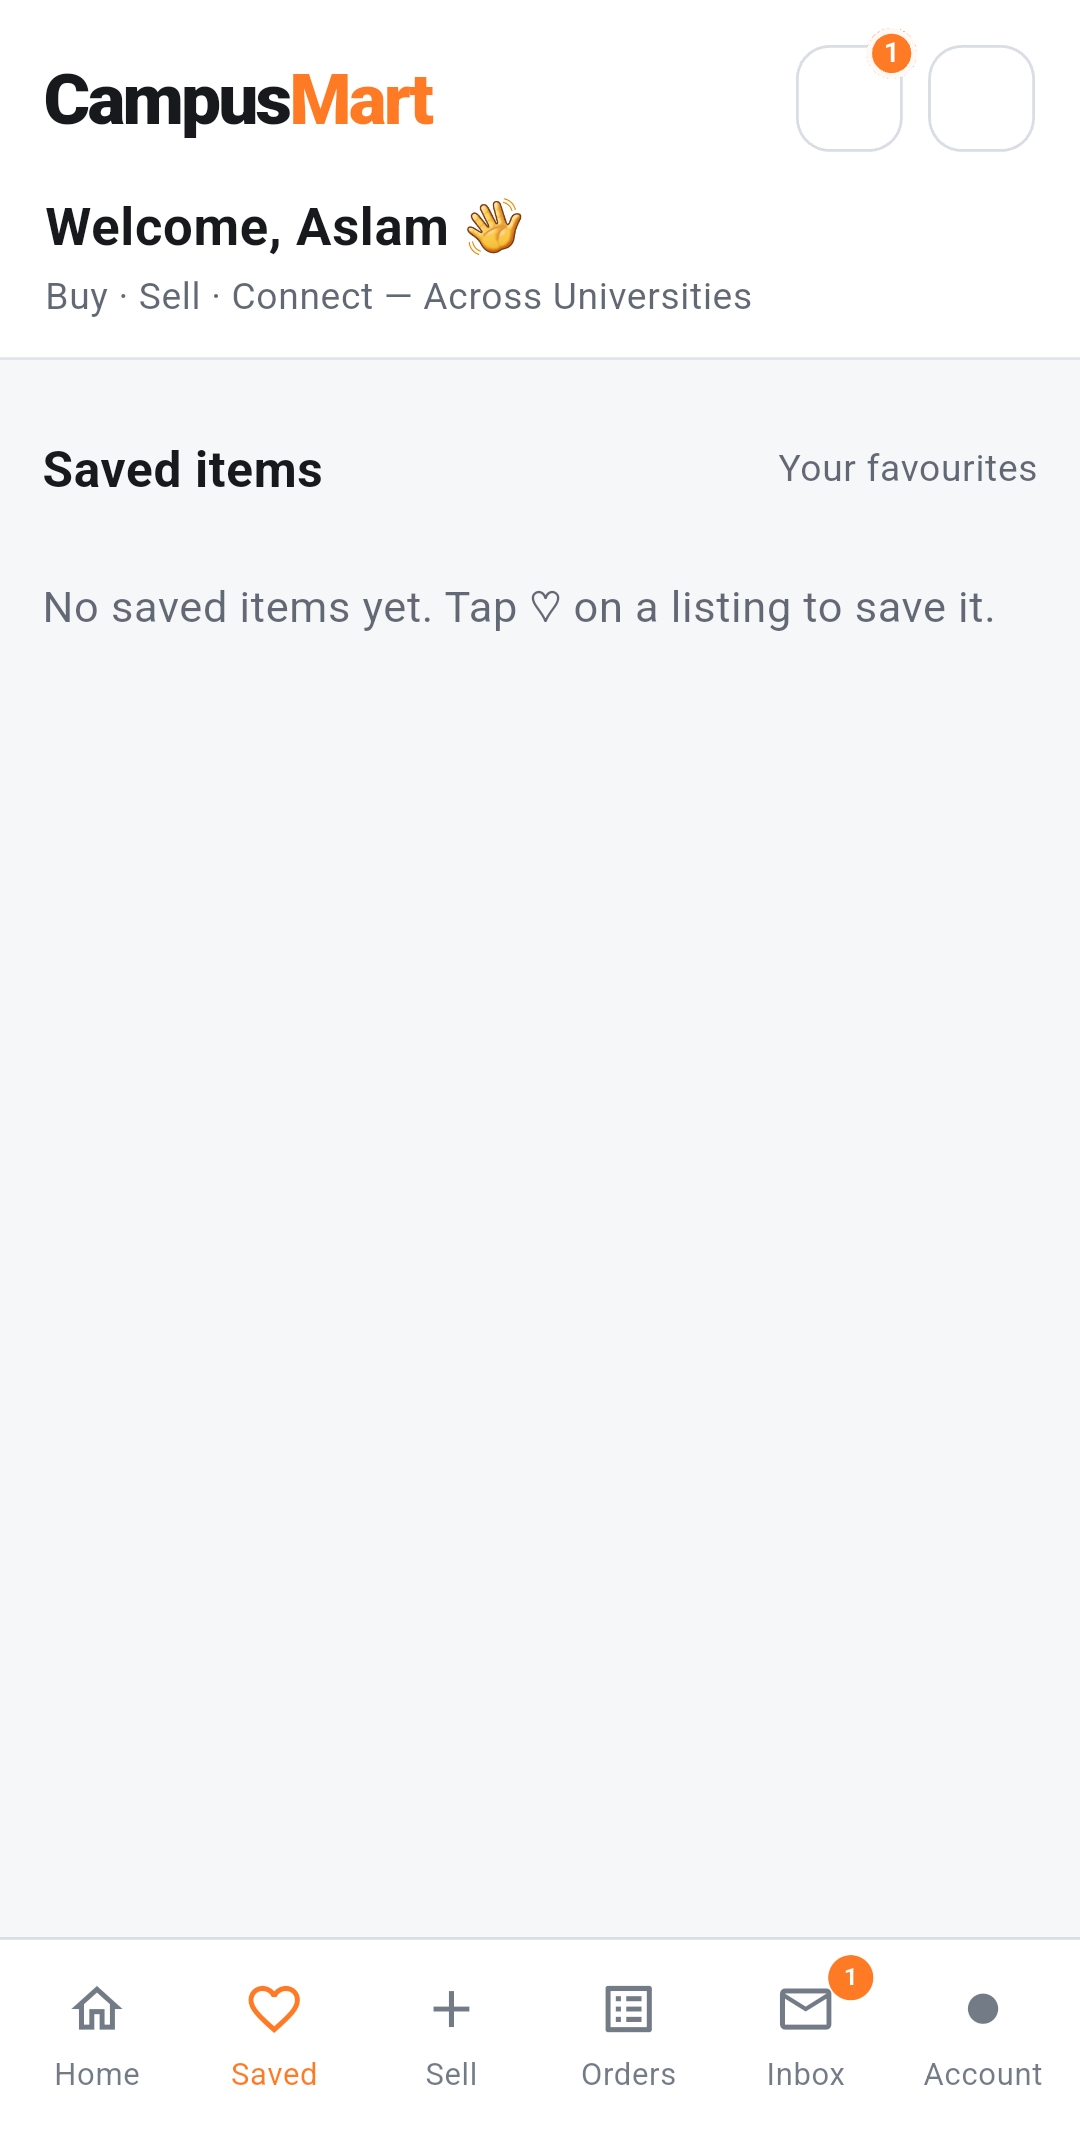 CampusMart
1
Welcome, Aslam 👋
Buy · Sell · Connect — Across Universities
Saved items
Your favourites
No saved items yet. Tap ♡ on a listing to save it.
1
Home
Saved
Sell
Orders
Inbox
Account